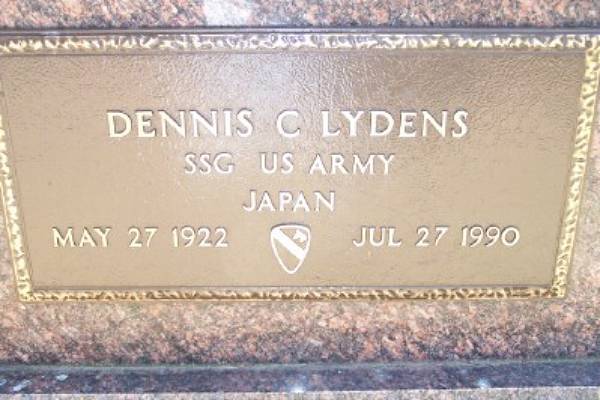 DENNIS C LYDENS
SSG US ARMY
JAPAN
MAY 27 1922 JUL 27 1990